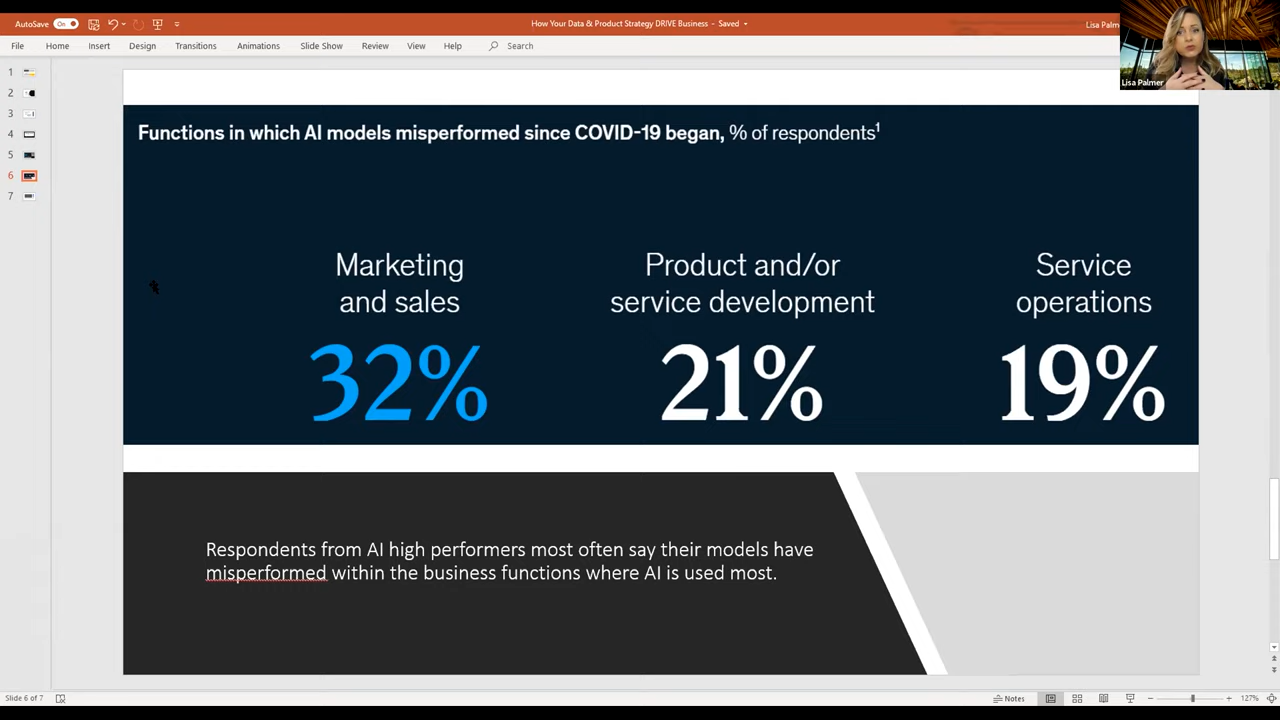 AutoSave On
How Your Data & Product Strategy DRIVE Business - Saved
Lisa Palm
File Home Insert Design Transitions Animations Slide Show Review View Help Search
Lisa Palmer
1
2
3
4
5
6
7
Functions in which AI models misperformed since COVID-19 began, % of respondents1
Marketing
and sales
32%
Product and/or
service development
21%
Service
operations
19%
Respondents from AI high performers most often say their models have
misperformed within the business functions where AI is used most.
Slide 6 of 7
Notes
127%